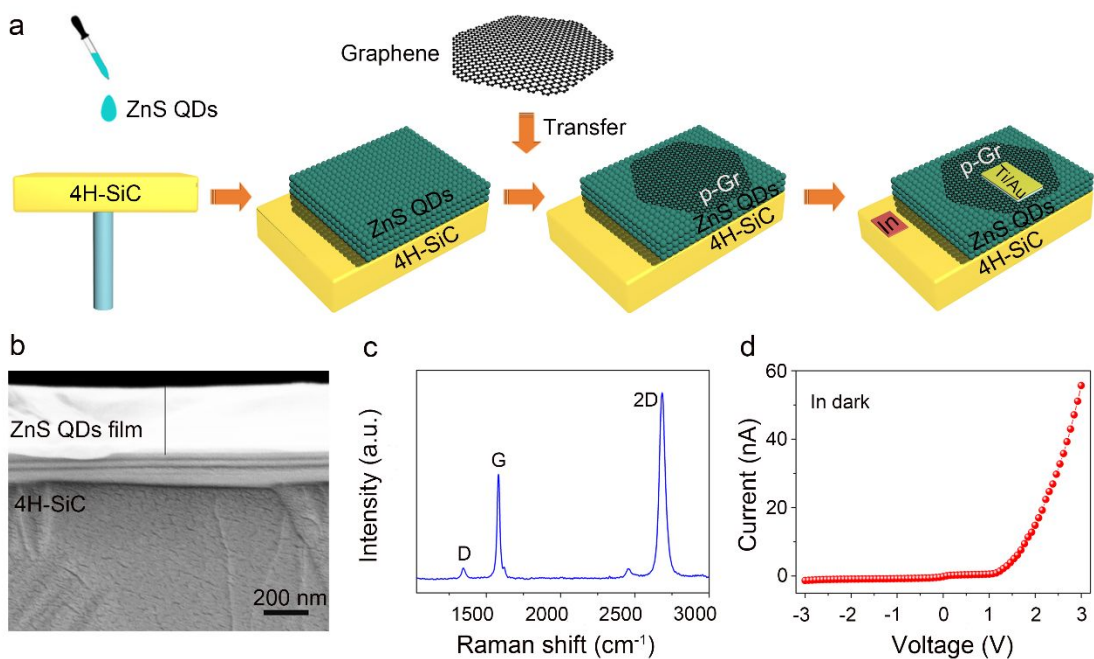 a
Graphene
ZnS QDs
Transfer
4H-SiC
ZnS QDs
4H-SiC
p-Gr
ZnS QDs
4H-SiC
p-Gr
Ti/Au
In
ZnS QDs
4H-SiC
b
ZnS QDs film
4H-SiC
200 nm
c
Intensity (a.u.)
D
G
2D
1500 2000 2500 3000
Raman shift (cm⁻¹)
d
In dark
Current (nA)
60
40
20
0
-3 -2 -1 0 1 2 3
Voltage (V)